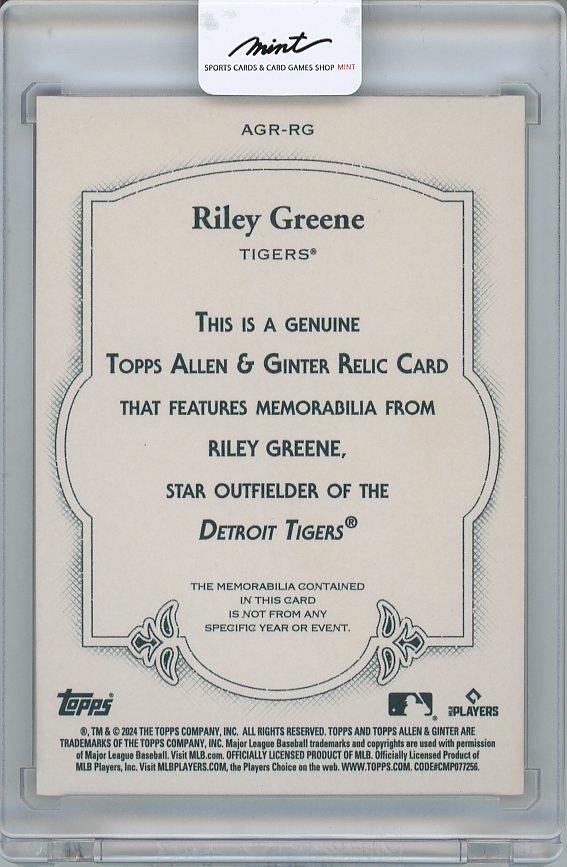 mint
SPORTS CARDS & CARD GAMES SHOP MINT
AGR-RG
Riley Greene
TIGERS®
THIS IS A GENUINE
TOPPS ALLEN & GINTER RELIC CARD
THAT FEATURES MEMORABILIA FROM
RILEY GREENE,
STAR OUTFIELDER OF THE
DETROIT TIGERS®
THE MEMORABILIA CONTAINED
IN THIS CARD
IS NOT FROM ANY
SPECIFIC YEAR OR EVENT.
topps®
® MLB PLAYERS
®, TM & © 2024 THE TOPPS COMPANY, INC. ALL RIGHTS RESERVED. TOPPS AND TOPPS ALLEN & GINTER ARE
TRADEMARKS OF THE TOPPS COMPANY, INC. Major League Baseball trademarks and copyrights are used with permission
of Major League Baseball. Visit MLB.com. OFFICIALLY LICENSED PRODUCT OF MLB. Officially Licensed Product of
MLB Players, Inc. Visit MLBPLAYERS.COM, the Players Choice on the web. WWW.TOPPS.COM. CODE#CMP077256.